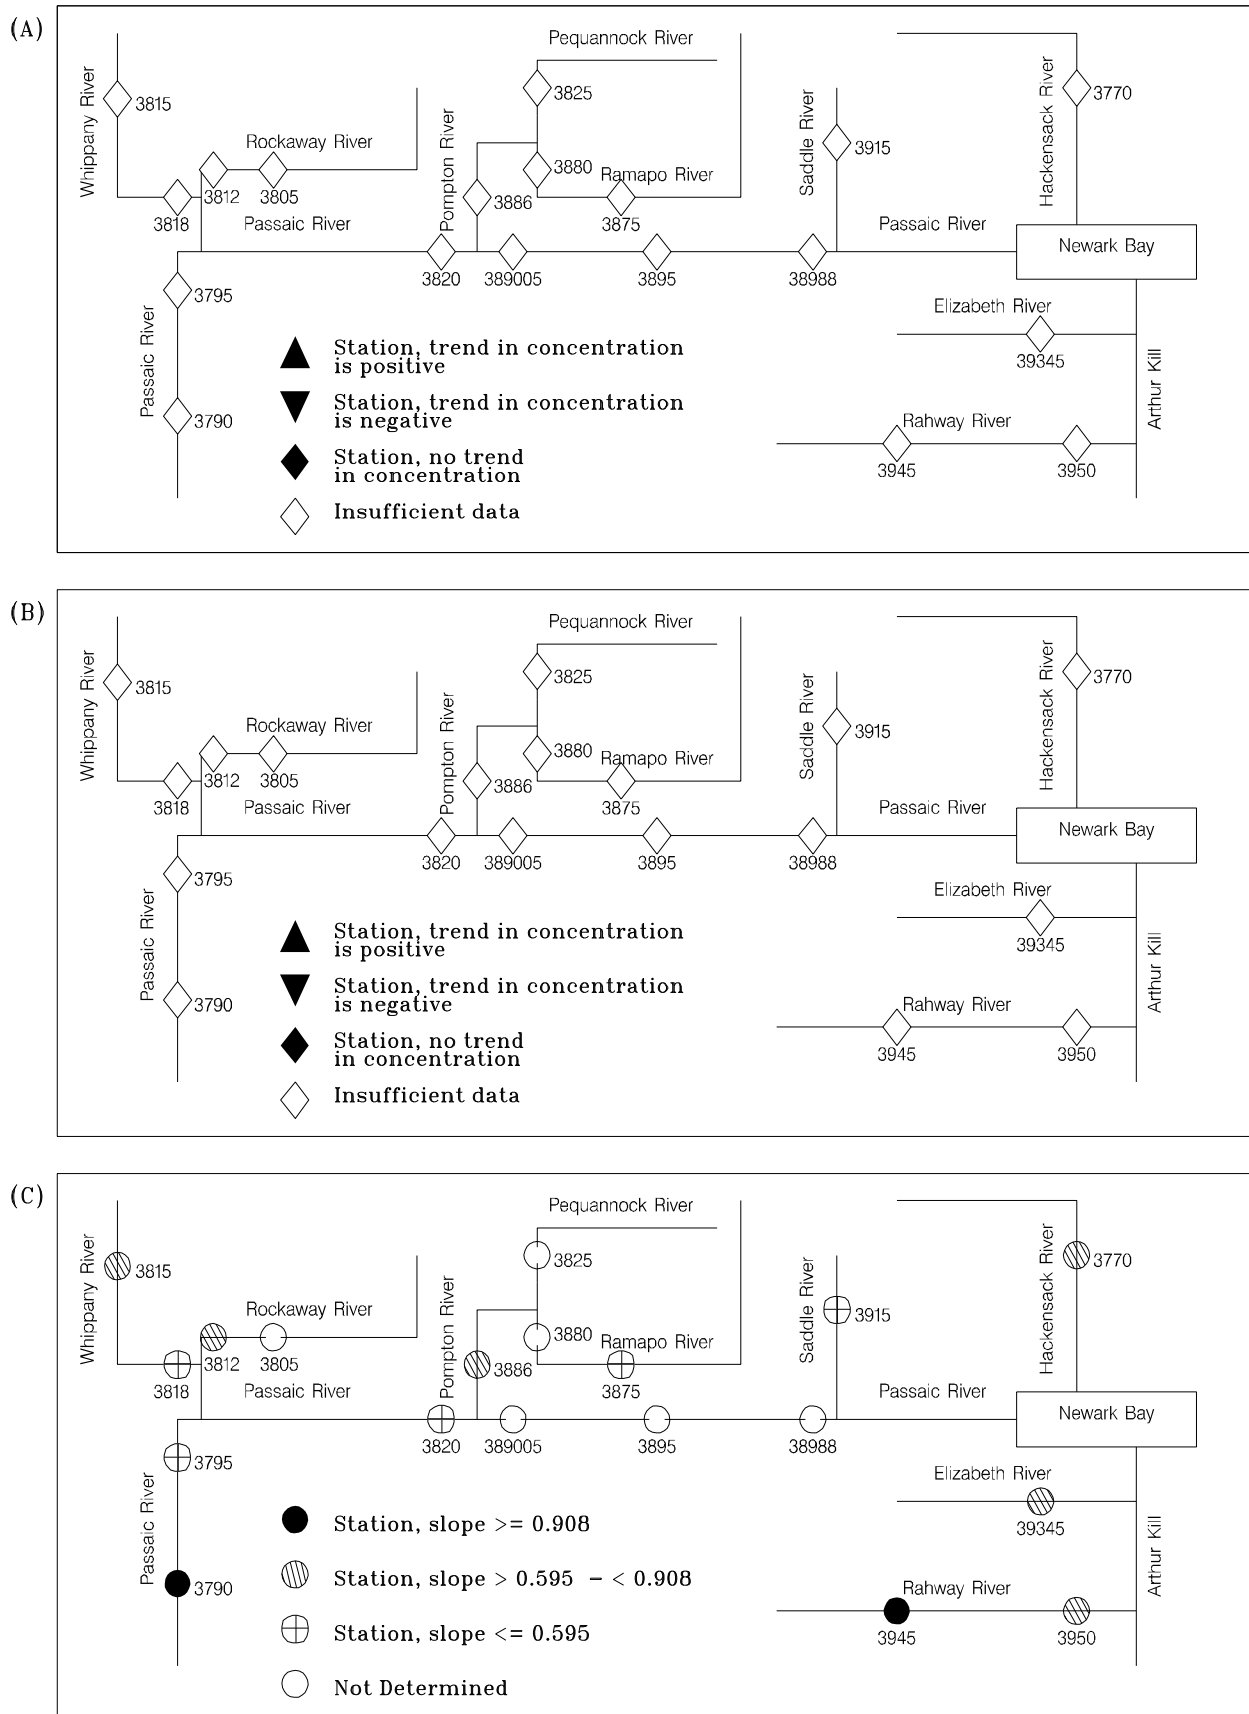 (A)
Pequannock River
Whippany River
3815
3825
Hackensack River
3770
Rockaway River
Pompton River
Saddle River
3915
3812
3805
3880
Ramapo River
3886
3875
3818
Passaic River
Passaic River
Newark Bay
3820
389005
3895
38988
3795
Elizabeth River
39345
Passaic River
Station, trend in concentration
is positive
Arthur Kill
Station, trend in concentration
is negative
3790
Rahway River
3945
3950
Station, no trend
in concentration
Insufficient data
(B)
Pequannock River
Whippany River
3815
3825
Hackensack River
3770
Rockaway River
Pompton River
Saddle River
3915
3812
3805
3880
Ramapo River
3886
3875
3818
Passaic River
Passaic River
Newark Bay
3820
389005
3895
38988
3795
Elizabeth River
39345
Passaic River
Station, trend in concentration
is positive
Arthur Kill
Station, trend in concentration
is negative
3790
Rahway River
3945
3950
Station, no trend
in concentration
Insufficient data
(C)
Pequannock River
Whippany River
3815
3825
Hackensack River
3770
Rockaway River
Pompton River
Saddle River
3915
3812
3805
3880
Ramapo River
3886
3875
3818
Passaic River
Passaic River
Newark Bay
3820
389005
3895
38988
3795
Elizabeth River
39345
Passaic River
Station, slope >= 0.908
Arthur Kill
Station, slope > 0.595 - < 0.908
3790
Rahway River
3945
3950
Station, slope <= 0.595
Not Determined